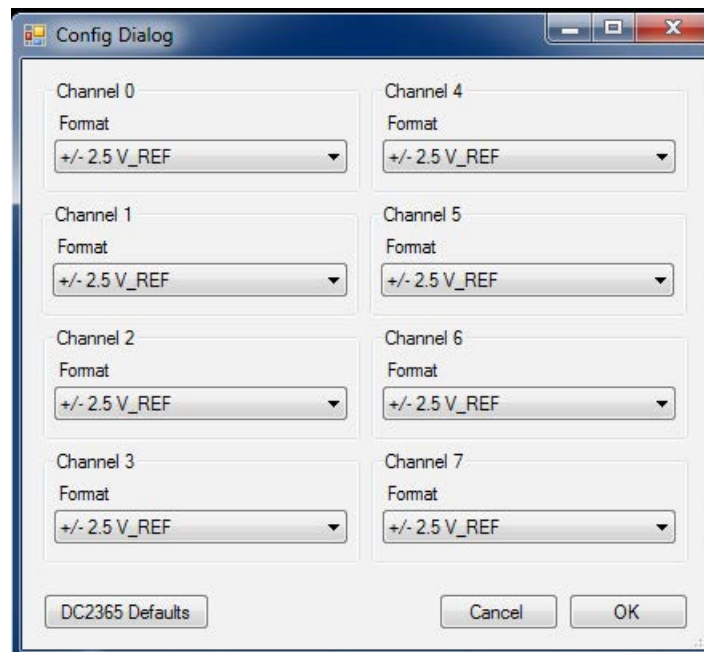 Config Dialog
Channel 0
Format
+/- 2.5 V_REF
Channel 1
Format
+/- 2.5 V_REF
Channel 2
Format
+/- 2.5 V_REF
Channel 3
Format
+/- 2.5 V_REF
Channel 4
Format
+/- 2.5 V_REF
Channel 5
Format
+/- 2.5 V_REF
Channel 6
Format
+/- 2.5 V_REF
Channel 7
Format
+/- 2.5 V_REF
DC2365 Defaults
Cancel
OK